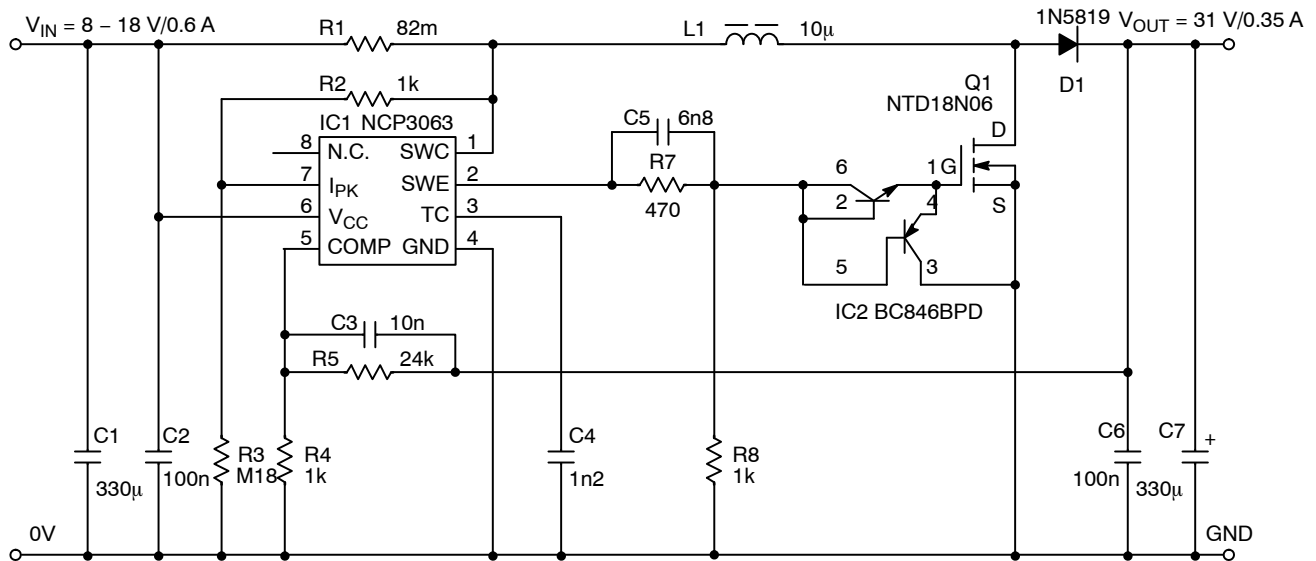 V_IN = 8 – 18 V/0.6 A
R1 82m
L1 10μ
1N5819 V_OUT = 31 V/0.35 A
D1
R2 1k
Q1
NTD18N06
IC1 NCP3063
C5 6n8
D
8 N.C. SWC 1
R7
6 1 G
7 I_PK SWE 2
470
2 4 S
6 V_CC TC 3
5 COMP GND 4
5 3
IC2 BC846BPD
C3 10n
R5 24k
C1 C2 R3 R4 C4 R8 C6 C7 +
330μ 100n M18 1k 1n2 1k 100n 330μ
0V GND